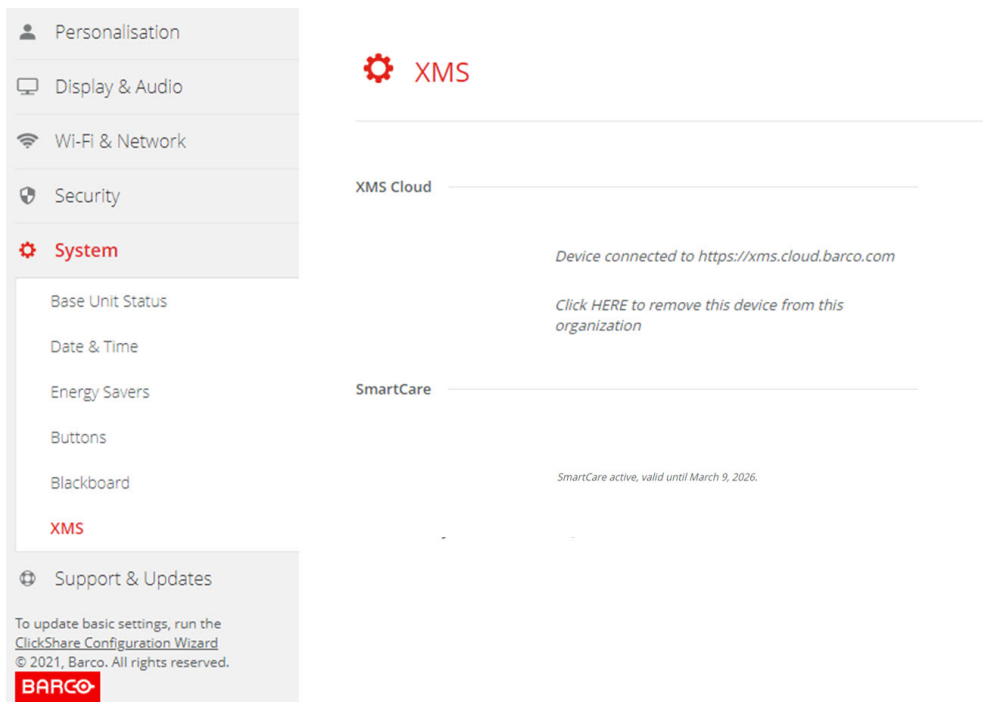 Personalisation
Display & Audio
Wi-Fi & Network
Security
System
Base Unit Status
Date & Time
Energy Savers
Buttons
Blackboard
XMS
Support & Updates
To update basic settings, run the
ClickShare Configuration Wizard
© 2021, Barco. All rights reserved.
BARCO
XMS
XMS Cloud
Device connected to https://xms.cloud.barco.com
Click HERE to remove this device from this
organization
SmartCare
SmartCare active, valid until March 9, 2026.